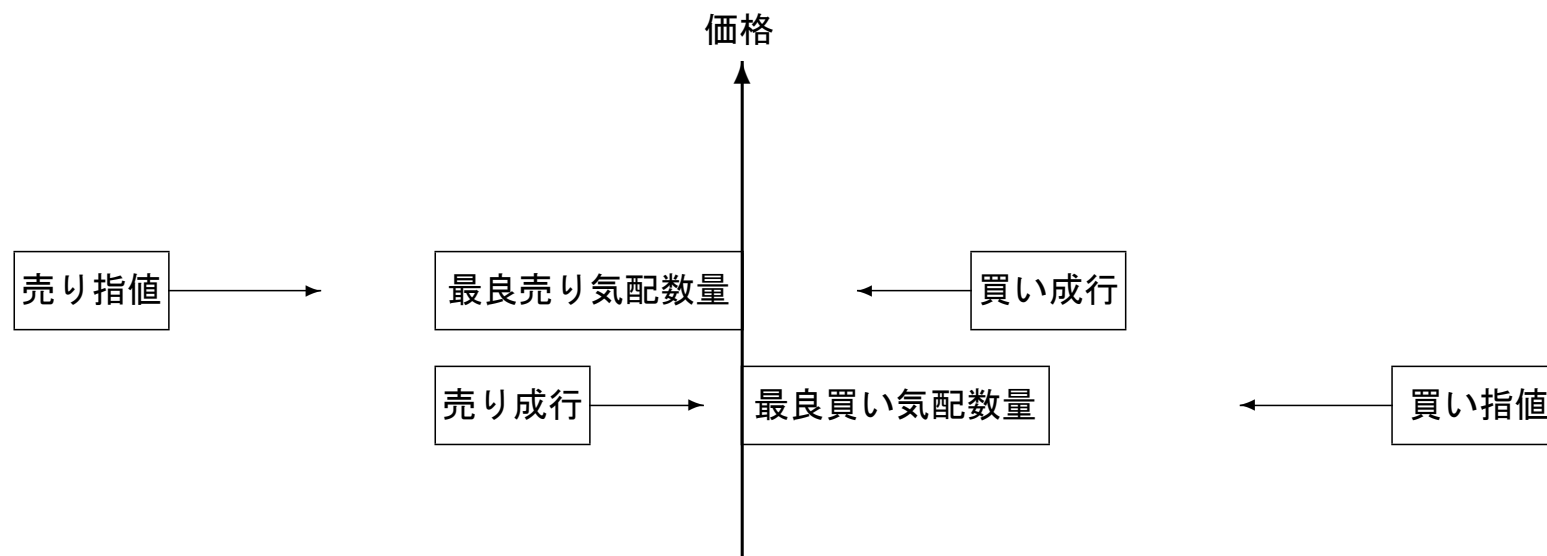 価格
売り指値
最良売り気配数量
買い成行
売り成行
最良買い気配数量
買い指値